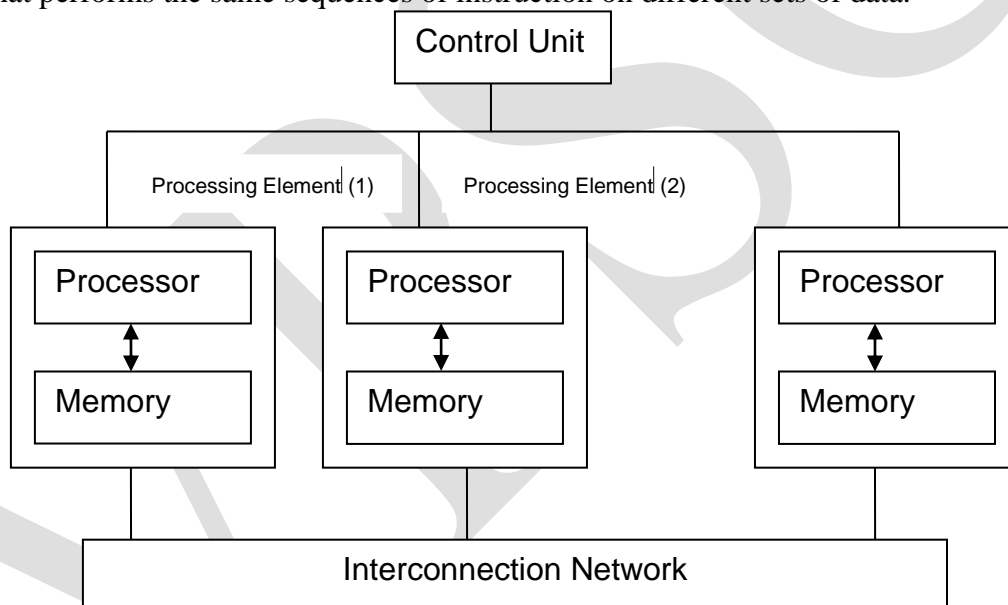 hat performs the same sequences of instruction on different sets of data.
Control Unit
Processing Element (1) Processing Element (2)
Processor Processor Processor
Memory Memory Memory
Interconnection Network